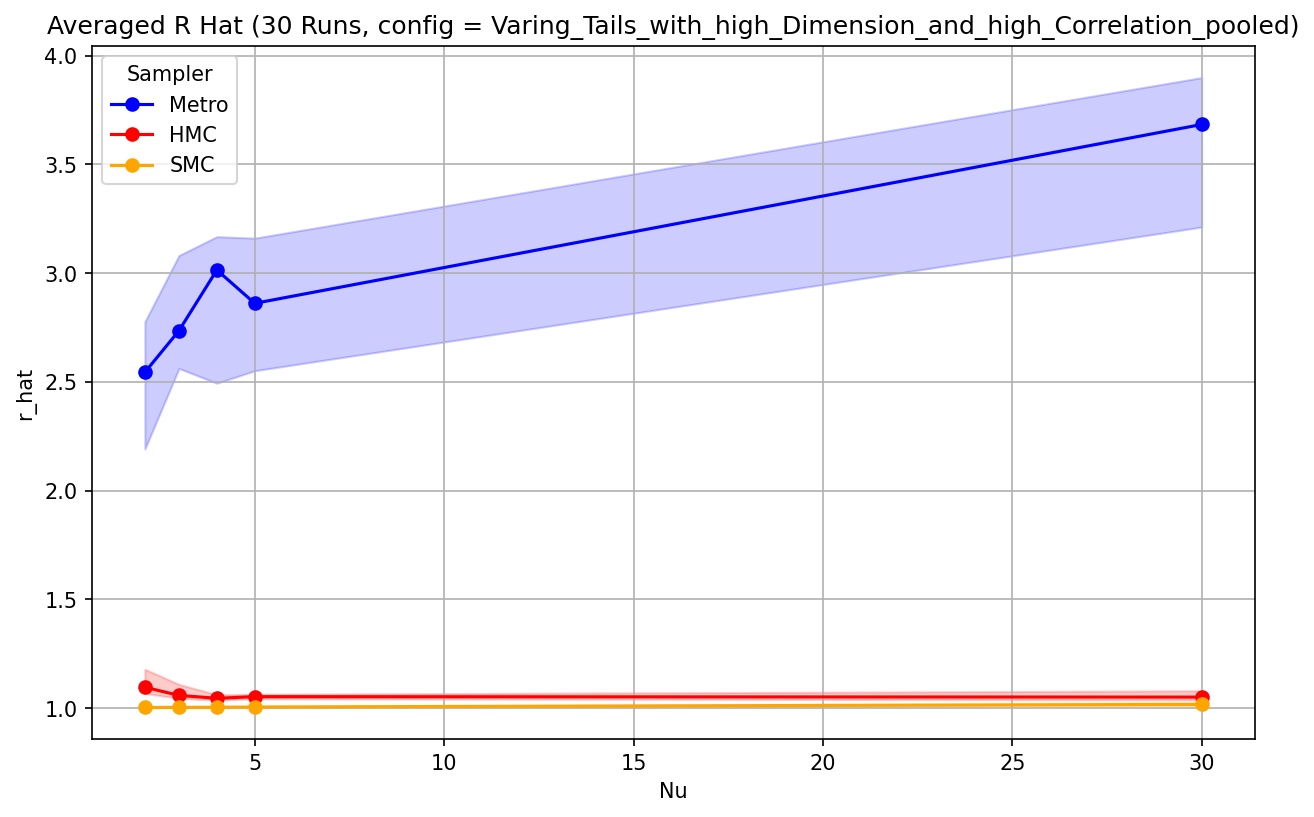 Averaged R Hat (30 Runs, config = Varing_Tails_with_high_Dimension_and_high_Correlation_pooled)
4.0
3.5
3.0
2.5
2.0
1.5
1.0
r_hat
Sampler
Metro
HMC
SMC
5
10
15
20
25
30
Nu